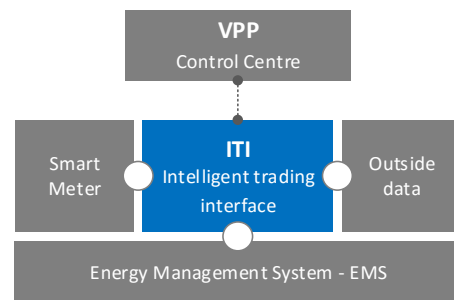 VPP
Control Centre
ITI
Intelligent trading
interface
Smart
Meter
Outside
data
Energy Management System - EMS